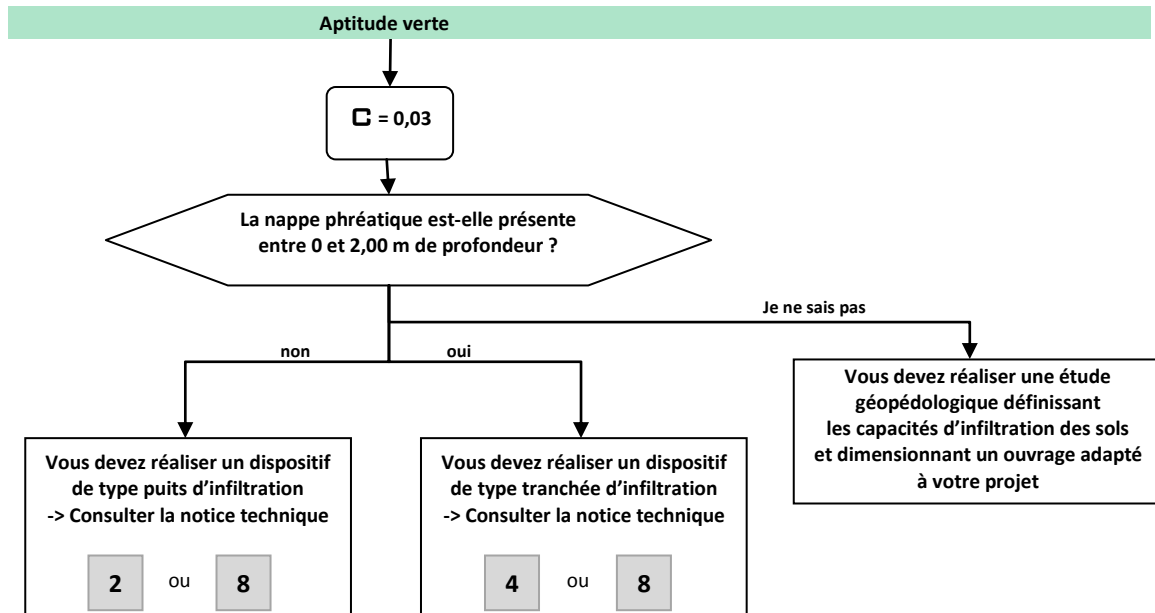 Aptitude verte
C = 0,03
La nappe phréatique est-elle présente
entre 0 et 2,00 m de profondeur ?
Je ne sais pas
non
oui
Vous devez réaliser un dispositif
de type puits d’infiltration
-> Consulter la notice technique
2 ou 8
Vous devez réaliser un dispositif
de type tranchée d’infiltration
-> Consulter la notice technique
4 ou 8
Vous devez réaliser une étude
géopédologique définissant
les capacités d’infiltration des sols
et dimensionnant un ouvrage adapté
à votre projet